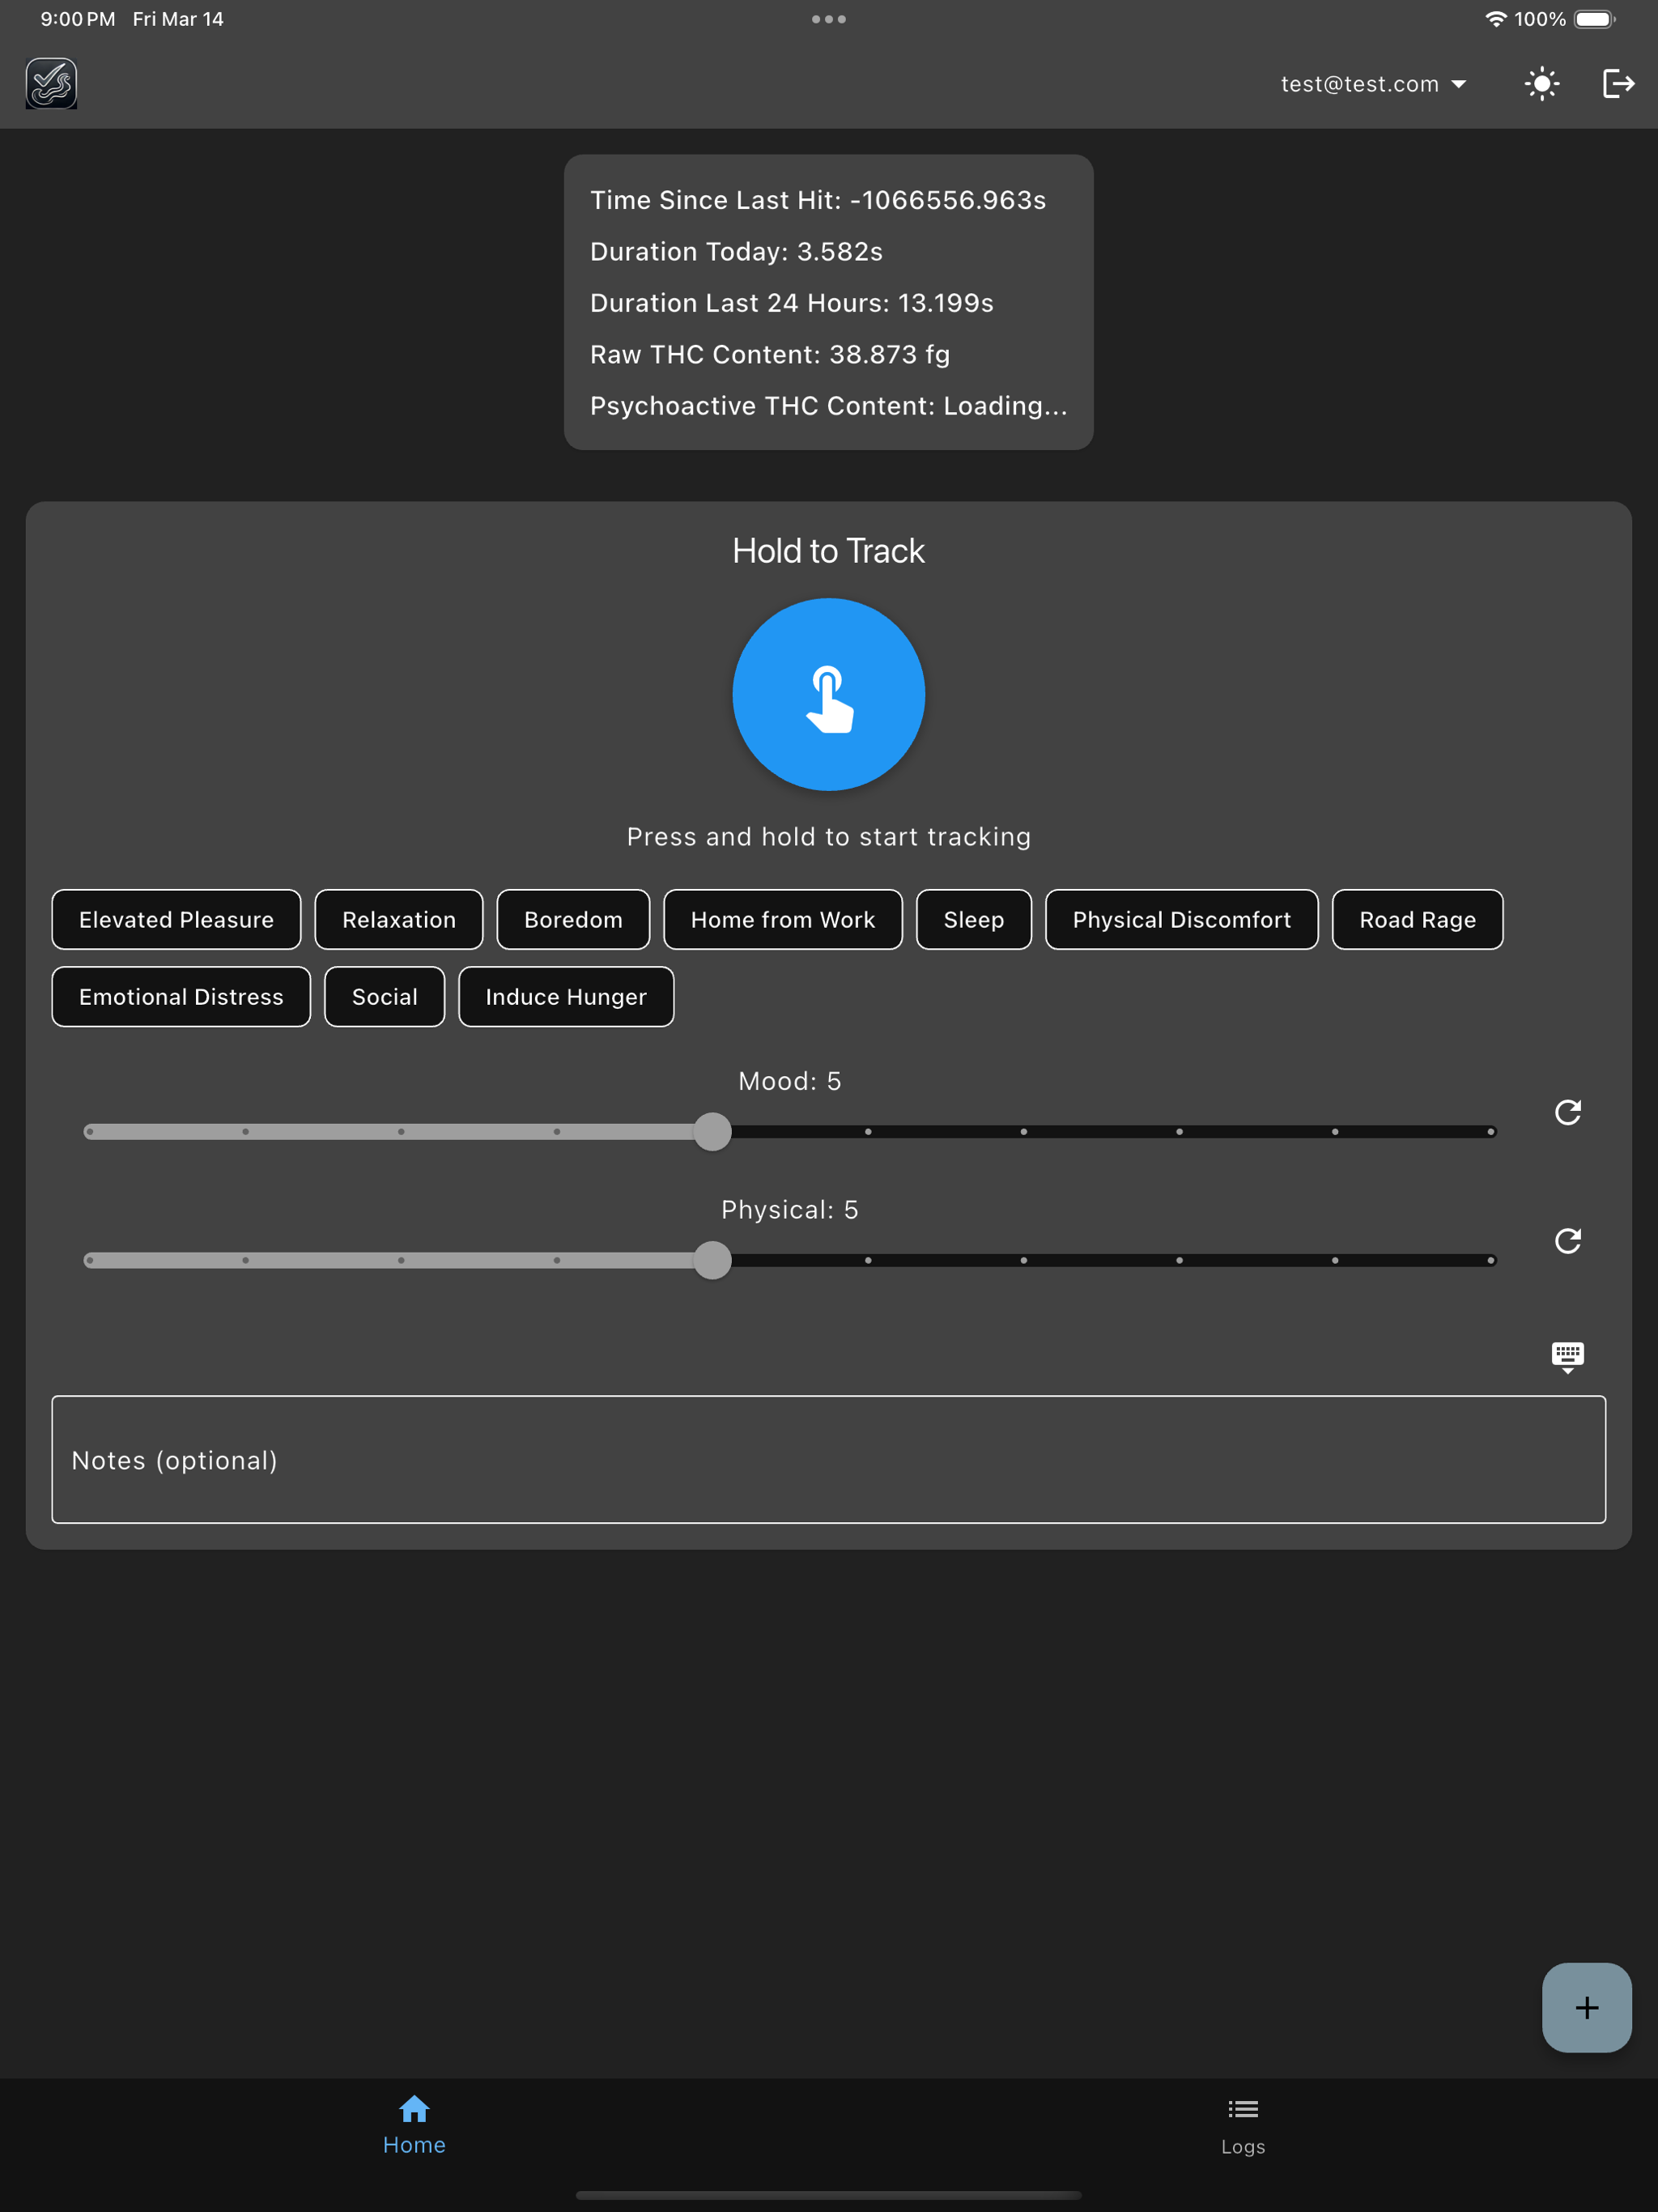 9:00 PM Fri Mar 14
100%
test@test.com
Time Since Last Hit: -1066556.963s
Duration Today: 3.582s
Duration Last 24 Hours: 13.199s
Raw THC Content: 38.873 fg
Psychoactive THC Content: Loading...
Hold to Track
Press and hold to start tracking
Elevated Pleasure Relaxation Boredom Home from Work Sleep Physical Discomfort Road Rage
Emotional Distress Social Induce Hunger
Mood: 5
Physical: 5
Notes (optional)
Home Logs